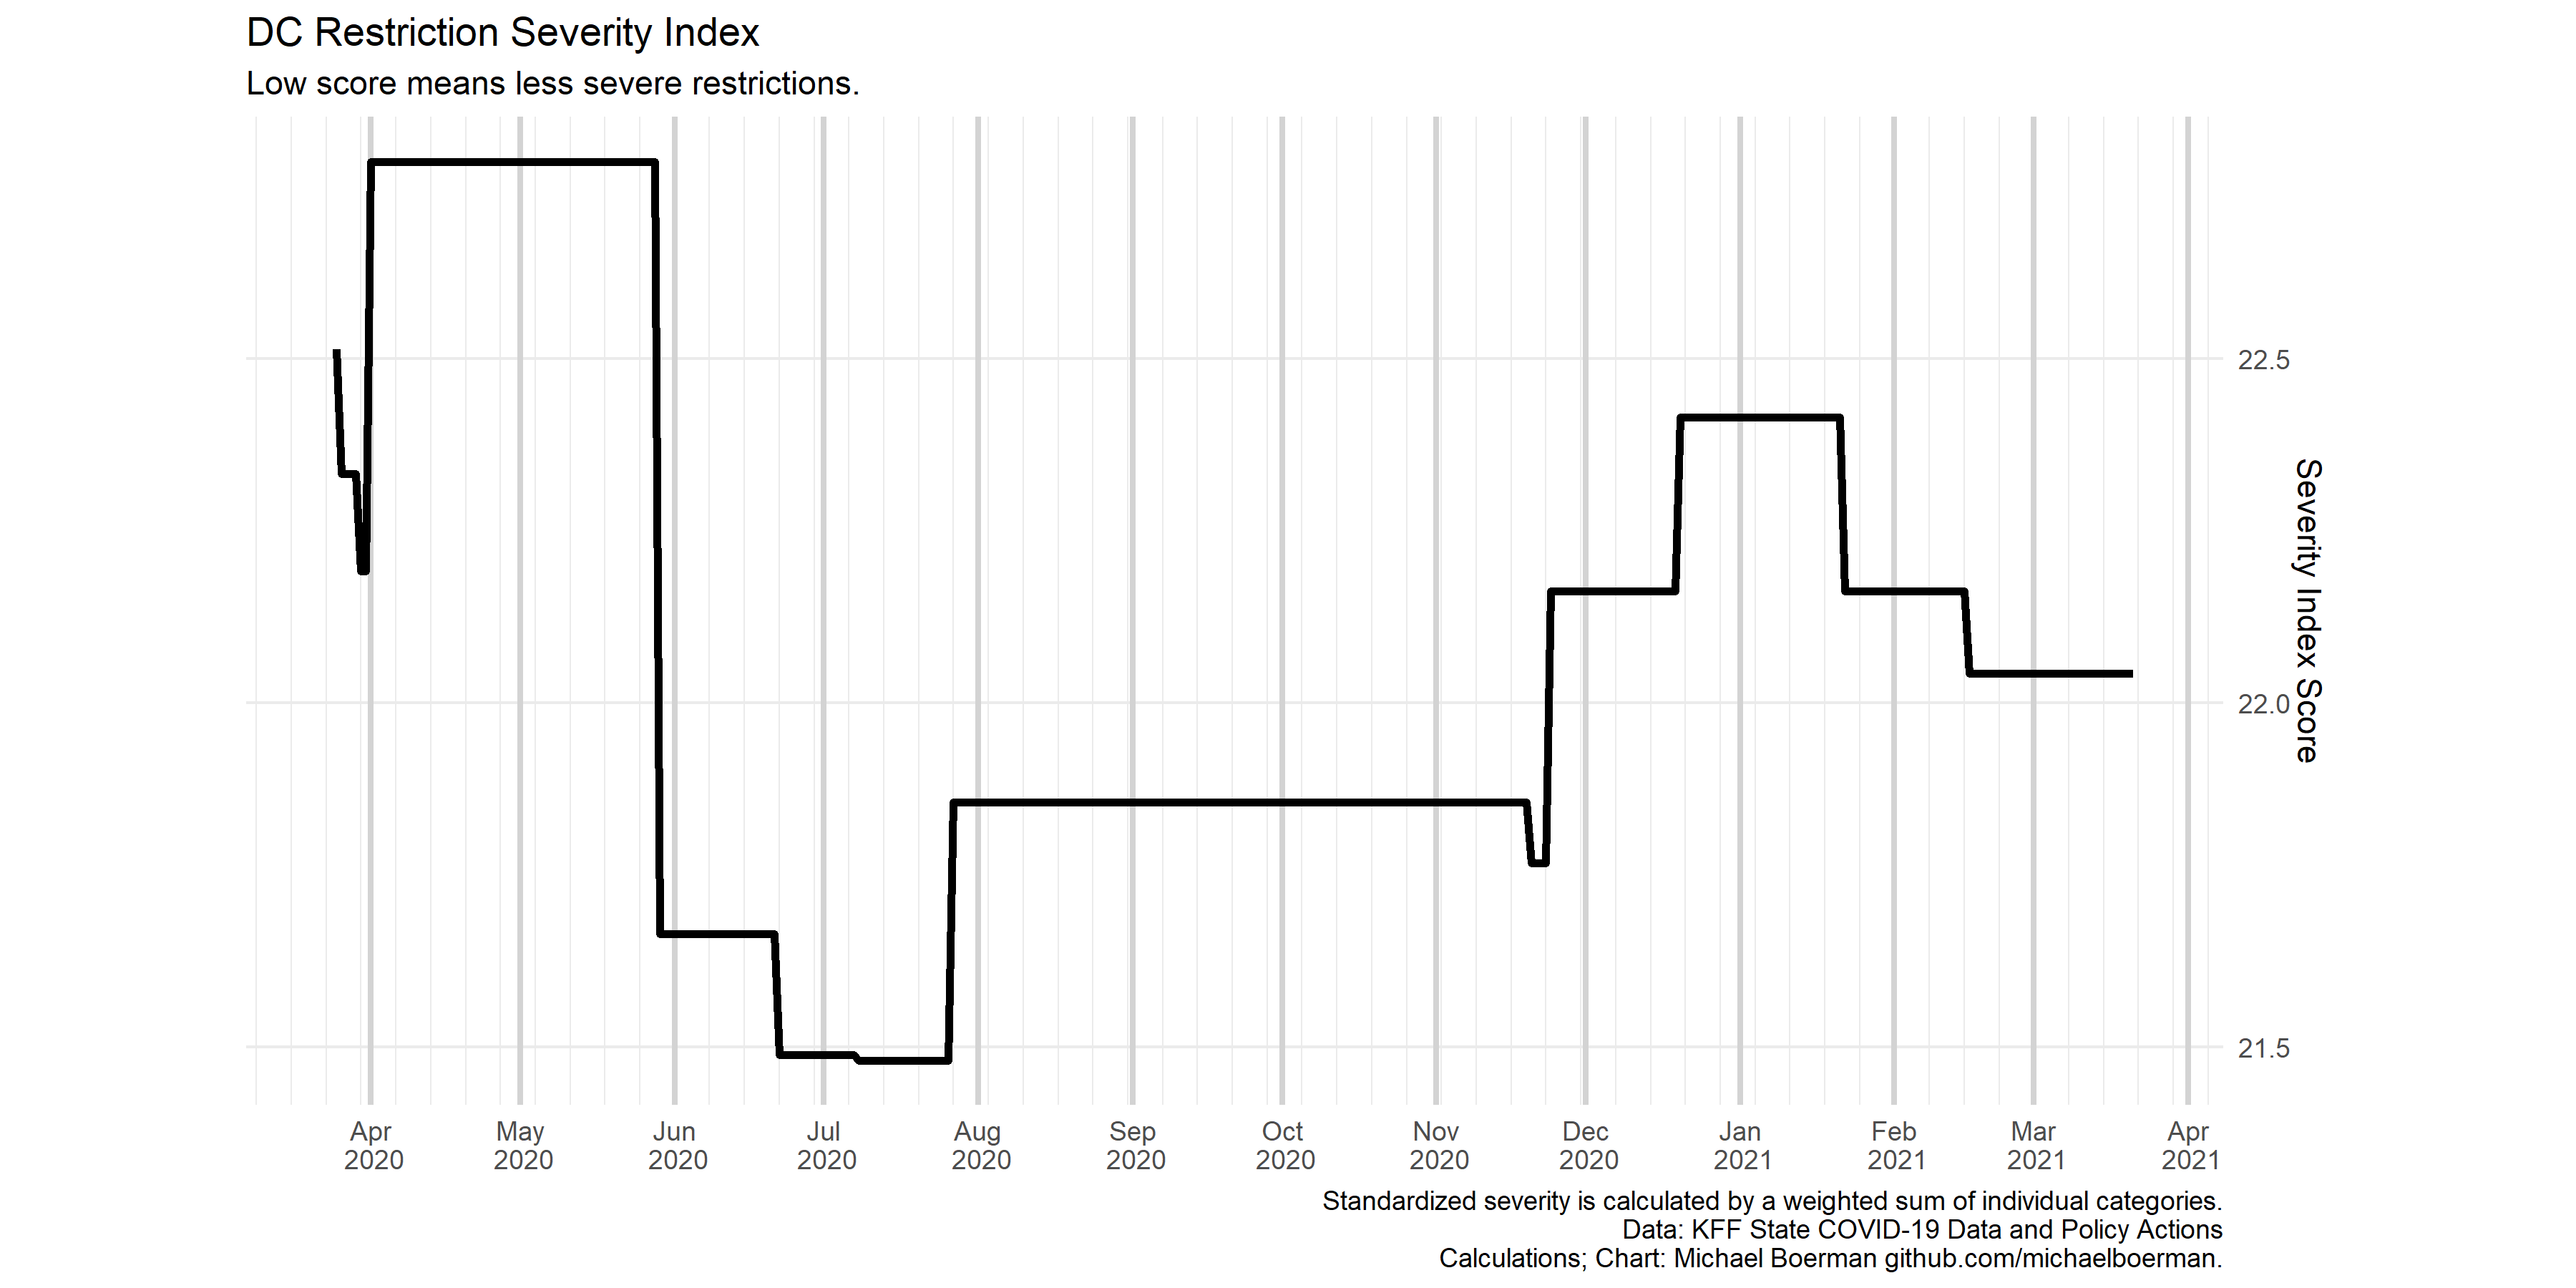 DC Restriction Severity Index
Low score means less severe restrictions.
22.5
22.0
21.5
Severity Index Score
Apr
2020
May
2020
Jun
2020
Jul
2020
Aug
2020
Sep
2020
Oct
2020
Nov
2020
Dec
2020
Jan
2021
Feb
2021
Mar
2021
Apr
2021
Standardized severity is calculated by a weighted sum of individual categories.
Data: KFF State COVID-19 Data and Policy Actions
Calculations; Chart: Michael Boerman github.com/michaelboerman.